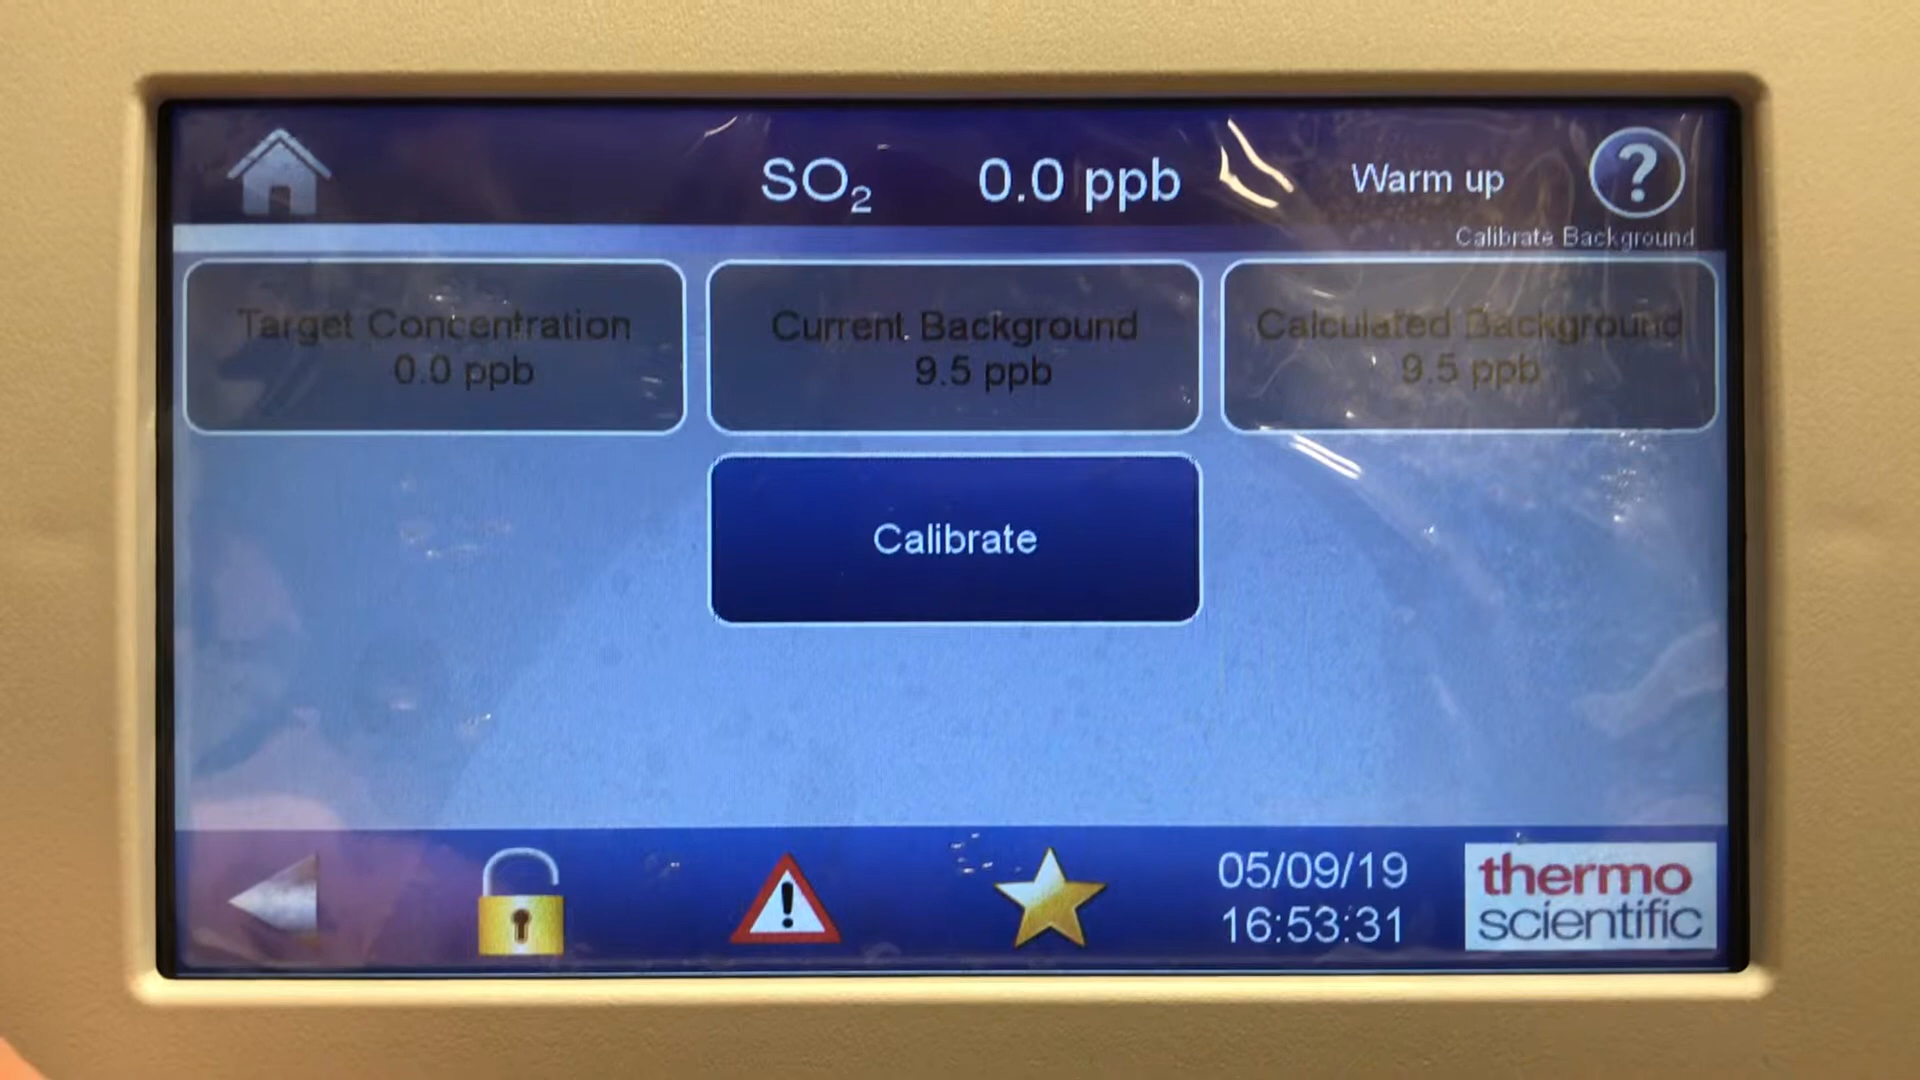 SO₂ 0.0 ppb Warm up ?
Calibrate Background
Target Concentration
0.0 ppb
Current Background
9.5 ppb
Calculated Background
9.5 ppb
Calibrate
05/09/19
16:53:31
thermo
scientific